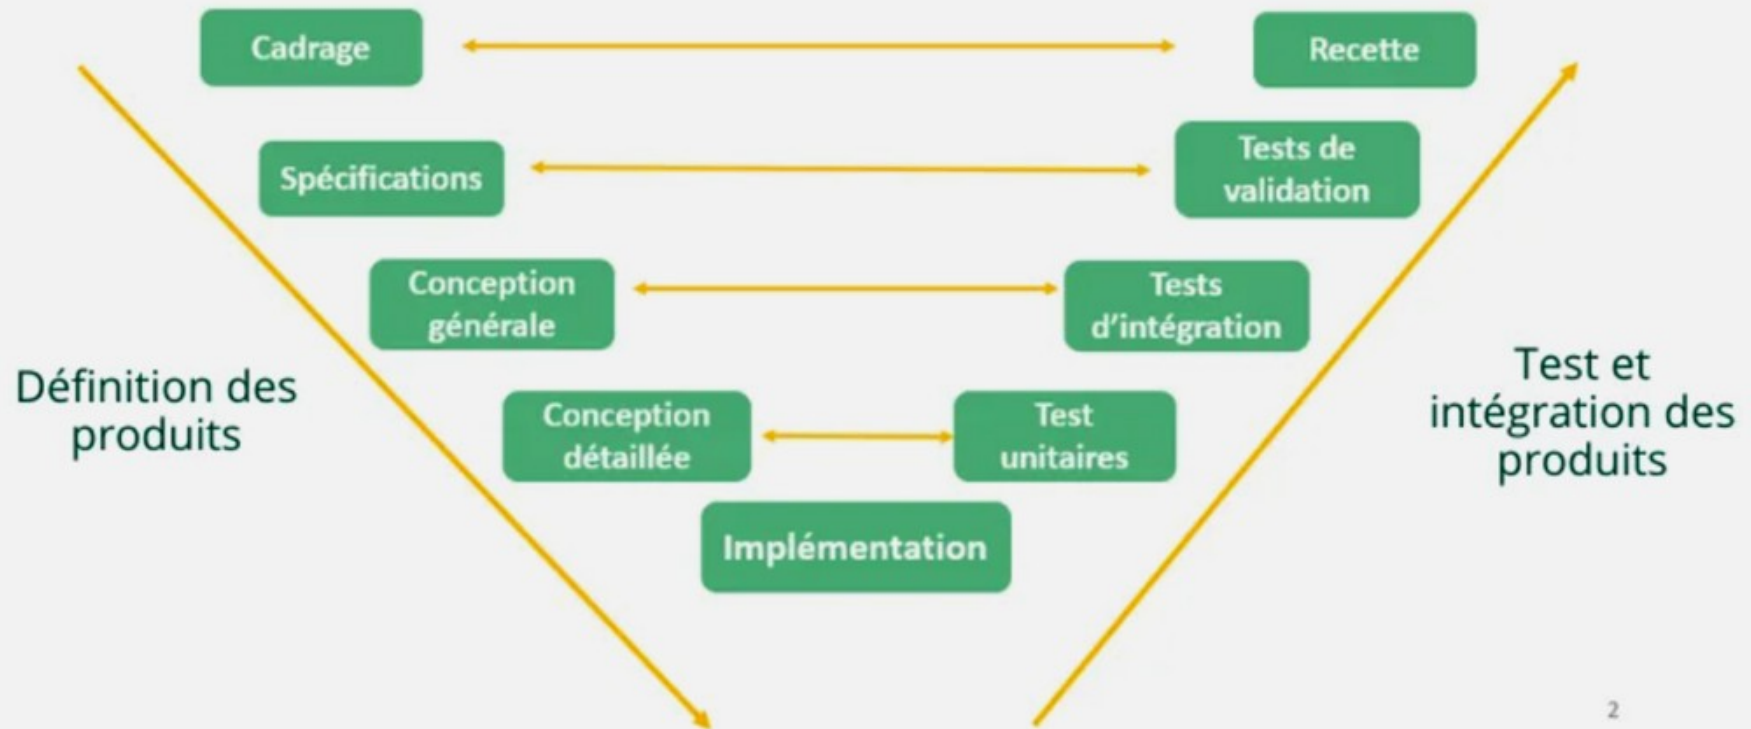 Cadrage
Recette
Spécifications
Tests de
validation
Conception
générale
Tests
d'intégration
Définition des
produits
Test et
intégration des
produits
Conception
détaillée
Test
unitaires
Implémentation
2